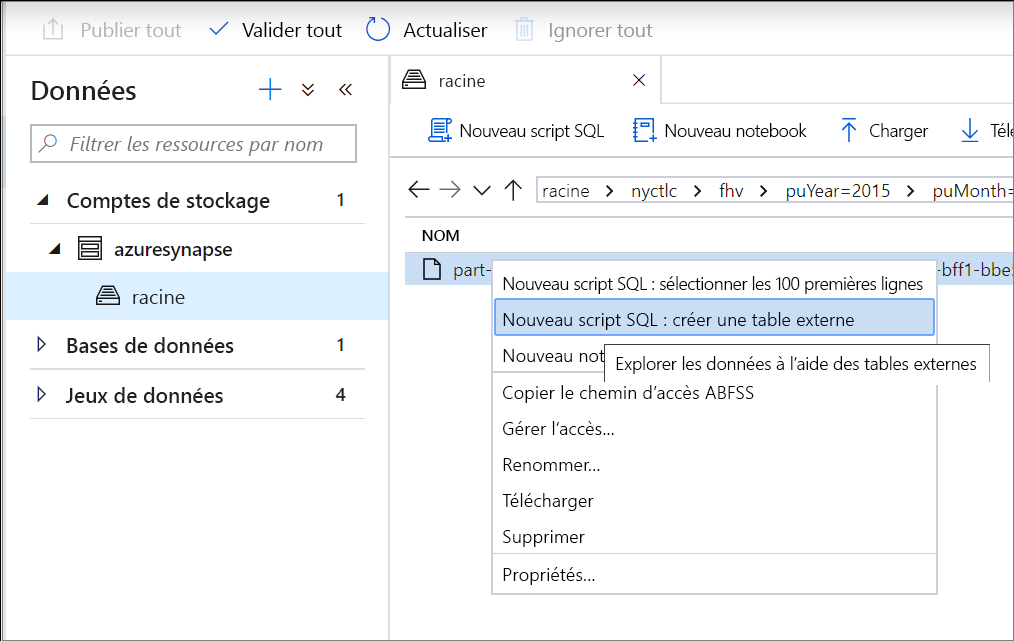 Publier tout Valider tout Actualiser Ignorer tout
Données
Filtrer les ressources par nom
Comptes de stockage 1
azuresynapse
racine
Bases de données 1
Jeux de données 4
racine
Nouveau script SQL Nouveau notebook Charger Télé
racine nyctlc fhv puYear=2015 puMonth=
NOM
part- -bff1-bbe
Nouveau script SQL : sélectionner les 100 premières lignes
Nouveau script SQL : créer une table externe
Nouveau not
Explorer les données à l’aide des tables externes
Copier le chemin d’accès ABFSS
Gérer l’accès...
Renommer...
Télécharger
Supprimer
Propriétés...